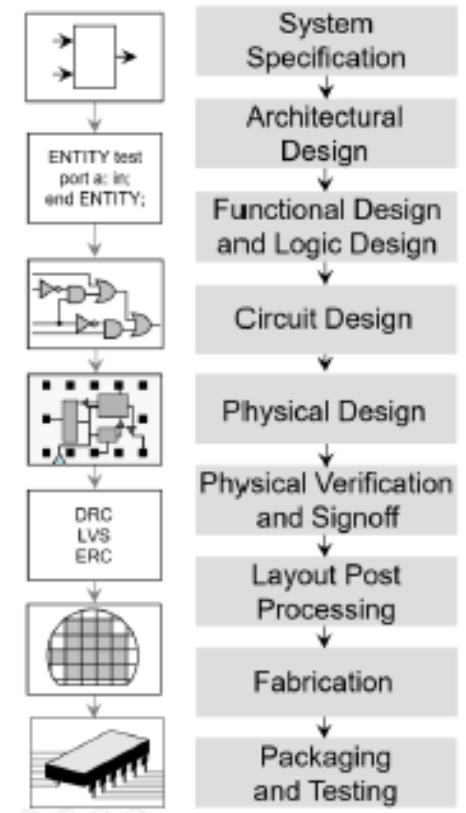 System
Specification
ENTITY test
port a: in;
end ENTITY;
Architectural
Design
Functional Design
and Logic Design
Circuit Design
Physical Design
DRC
LVS
ERC
Physical Verification
and Signoff
Layout Post
Processing
Fabrication
Packaging
and Testing